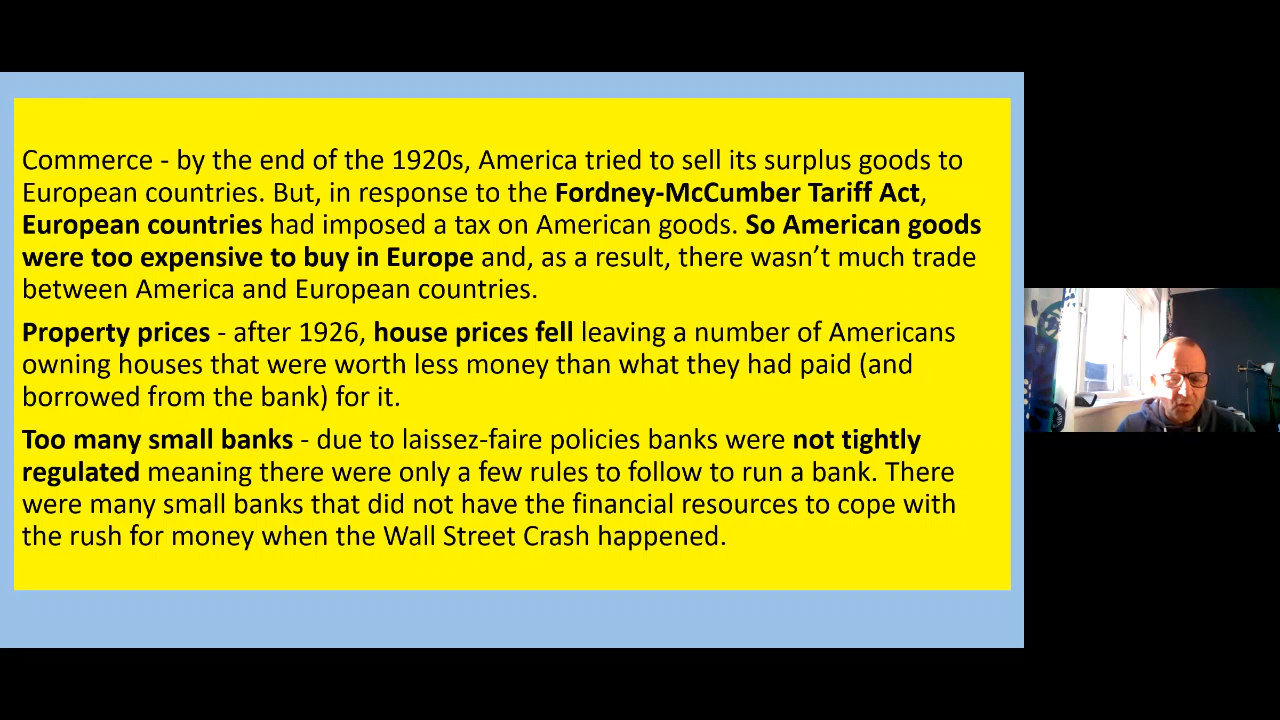 Commerce - by the end of the 1920s, America tried to sell its surplus goods to
European countries. But, in response to the Fordney-McCumber Tariff Act,
European countries had imposed a tax on American goods. So American goods
were too expensive to buy in Europe and, as a result, there wasn’t much trade
between America and European countries.
Property prices - after 1926, house prices fell leaving a number of Americans
owning houses that were worth less money than what they had paid (and
borrowed from the bank) for it.
Too many small banks - due to laissez-faire policies banks were not tightly
regulated meaning there were only a few rules to follow to run a bank. There
were many small banks that did not have the financial resources to cope with
the rush for money when the Wall Street Crash happened.